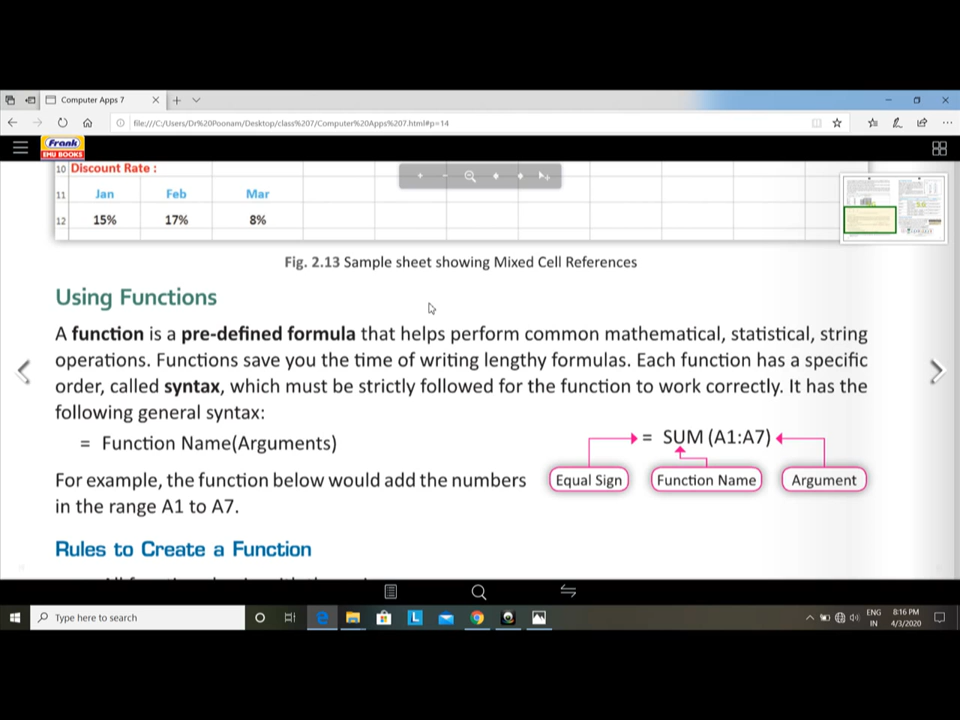 Computer Apps 7
file:///C:/Users/Dr%20Poonam/Desktop/class%207/Computer%20Apps%207.html#p=14
Frank
EMU BOOKS
10 Discount Rate :
11 Jan Feb Mar
12 15% 17% 8%
Fig. 2.13 Sample sheet showing Mixed Cell References
Using Functions
A function is a pre-defined formula that helps perform common mathematical, statistical, string
operations. Functions save you the time of writing lengthy formulas. Each function has a specific
order, called syntax, which must be strictly followed for the function to work correctly. It has the
following general syntax:
= Function Name(Arguments)
= SUM (A1:A7)
Equal Sign Function Name Argument
For example, the function below would add the numbers
in the range A1 to A7.
Rules to Create a Function
Type here to search
ENG 8:16 PM
IN 4/3/2020